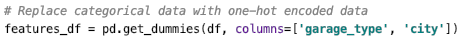 # Replace categorical data with one-hot encoded data
features_df = pd.get_dummies(df, columns=['garage_type', 'city'])